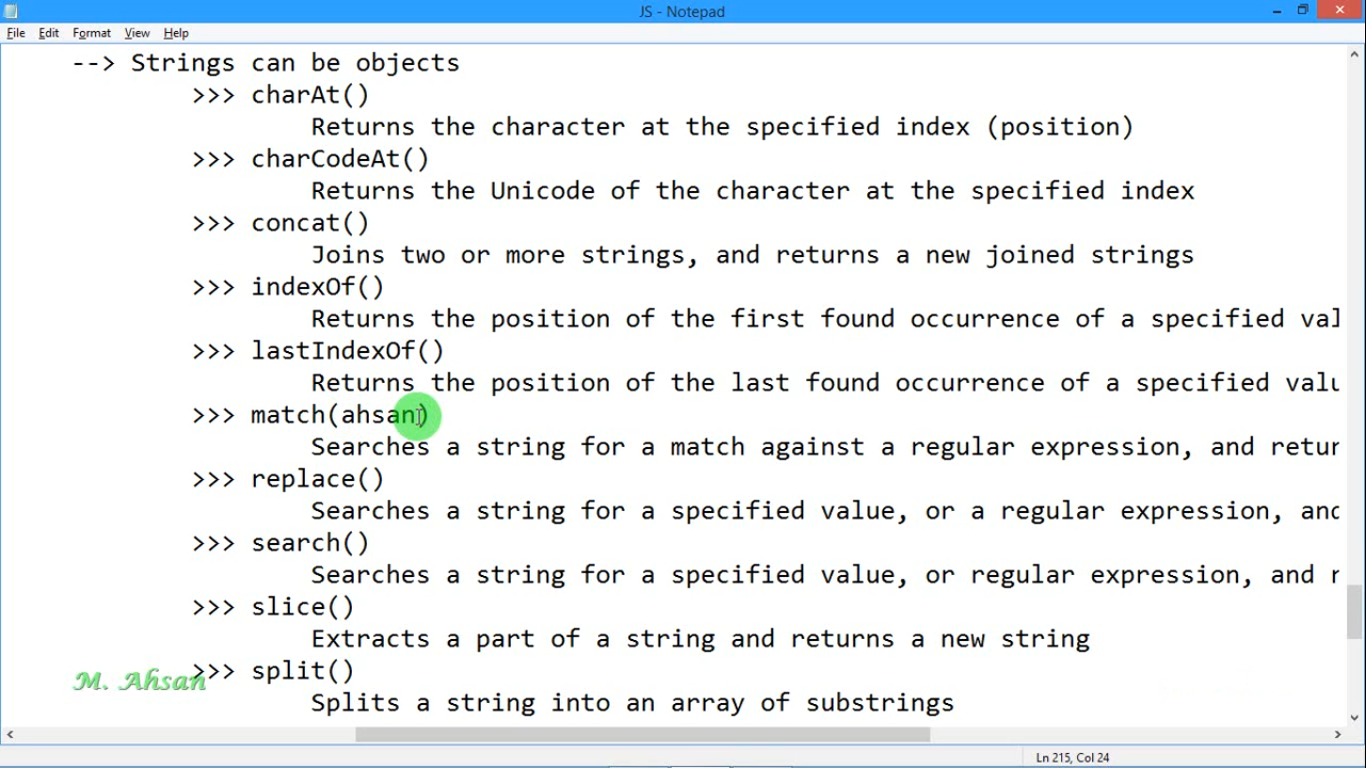 JS - Notepad
File Edit Format View Help
--> Strings can be objects
>>> charAt()
Returns the character at the specified index (position)
>>> charCodeAt()
Returns the Unicode of the character at the specified index
>>> concat()
Joins two or more strings, and returns a new joined strings
>>> indexOf()
Returns the position of the first found occurrence of a specified val
>>> lastIndexOf()
Returns the position of the last found occurrence of a specified valu
>>> match(ahsan)
Searches a string for a match against a regular expression, and retur
>>> replace()
Searches a string for a specified value, or a regular expression, and
>>> search()
Searches a string for a specified value, or regular expression, and r
>>> slice()
Extracts a part of a string and returns a new string
>>> split()
M. Ahsan
Splits a string into an array of substrings
Ln 215, Col 24